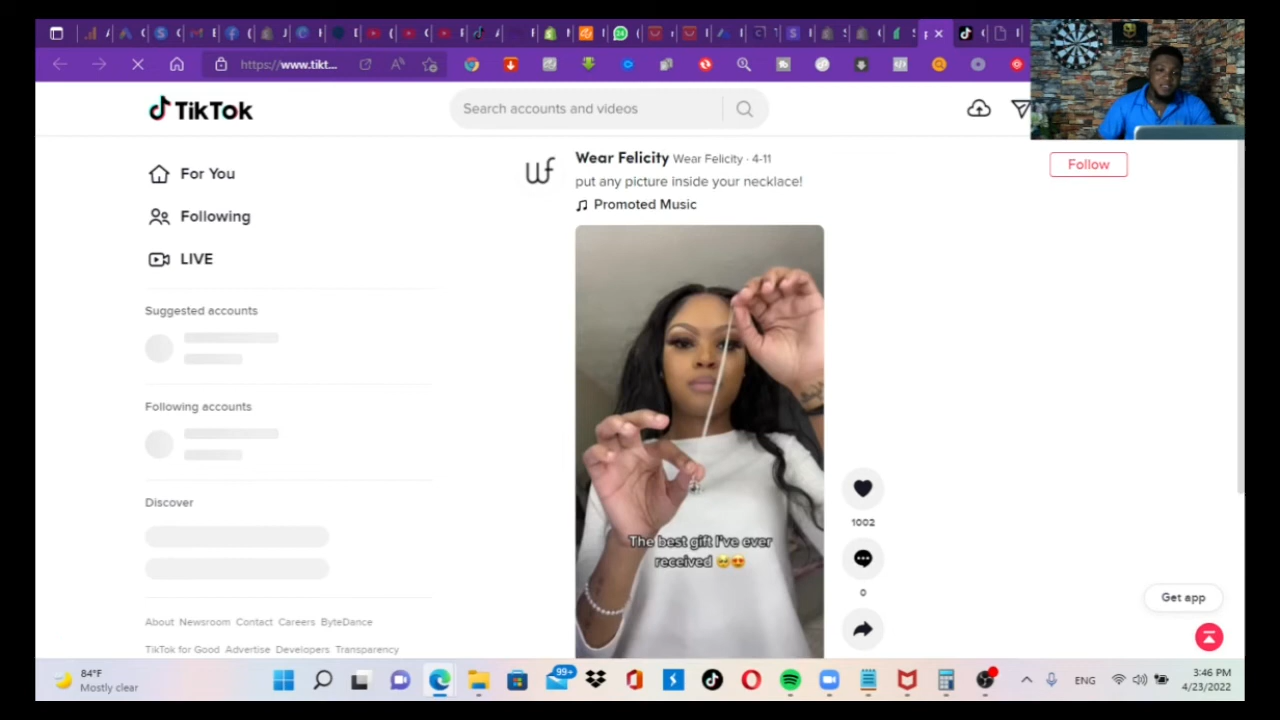 https://www.tikt...
TikTok
Search accounts and videos
For You
Following
LIVE
Suggested accounts
Following accounts
Discover
About Newsroom Contact Careers ByteDance
TikTok for Good Advertise Developers Transparency
wf
Wear Felicity Wear Felicity · 4-11
put any picture inside your necklace!
Promoted Music
Follow
The best gift I've ever
received 🥹😍
1002
0
Get app
84°F
Mostly clear
99+
ENG
3:46 PM
4/23/2022